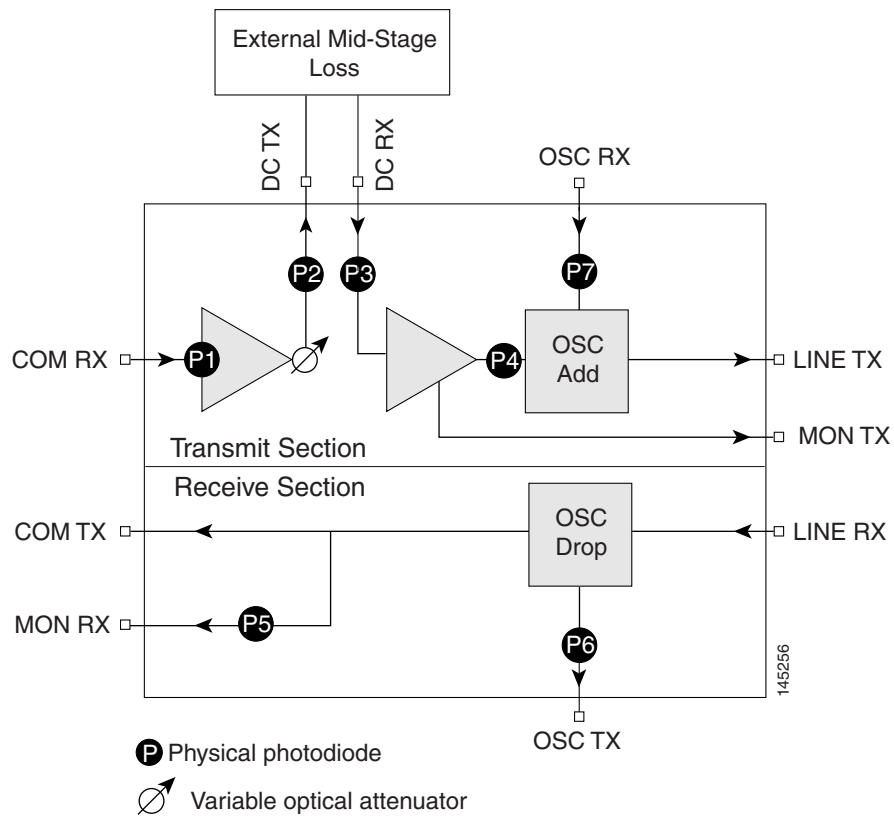 External Mid-Stage
Loss
DC TX
DC RX
OSC RX
P2
P3
P7
COM RX
P1
P4
OSC
Add
LINE TX
MON TX
Transmit Section
Receive Section
COM TX
OSC
Drop
LINE RX
MON RX
P5
P6
145256
OSC TX
P Physical photodiode
Variable optical attenuator